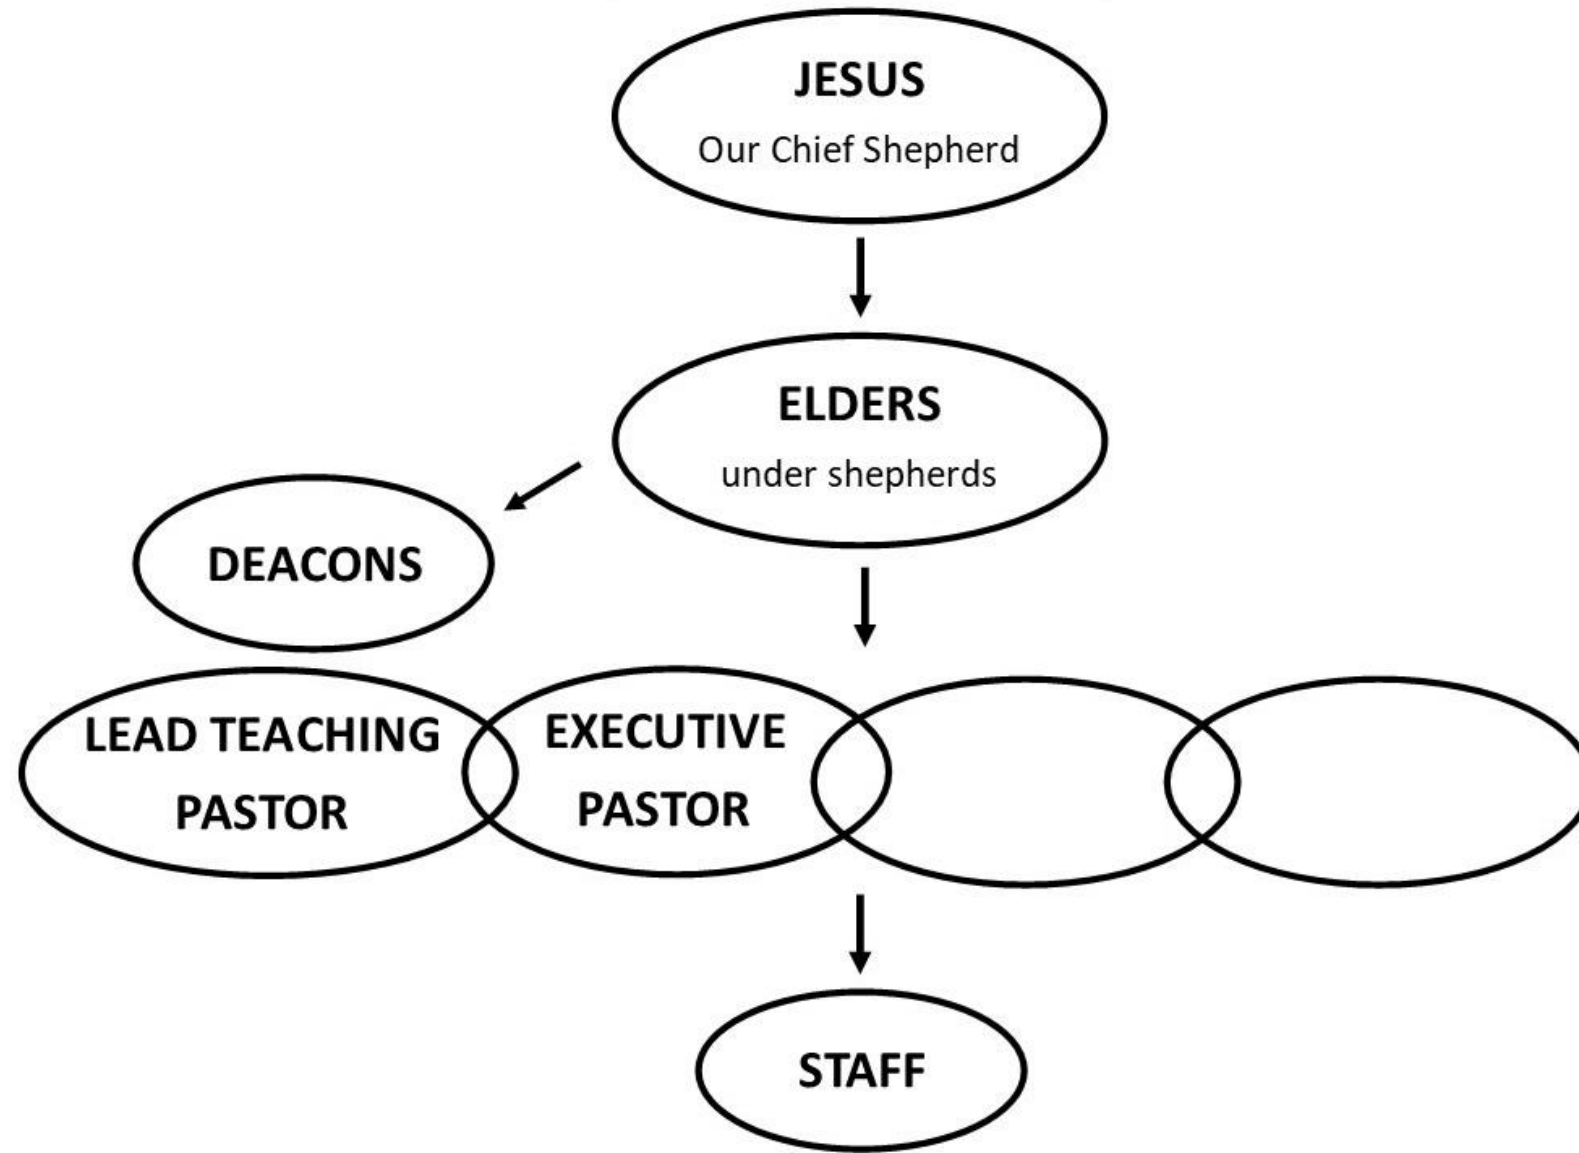 JESUS
Our Chief Shepherd
ELDERS
under shepherds
DEACONS
LEAD TEACHING
PASTOR
EXECUTIVE
PASTOR
STAFF